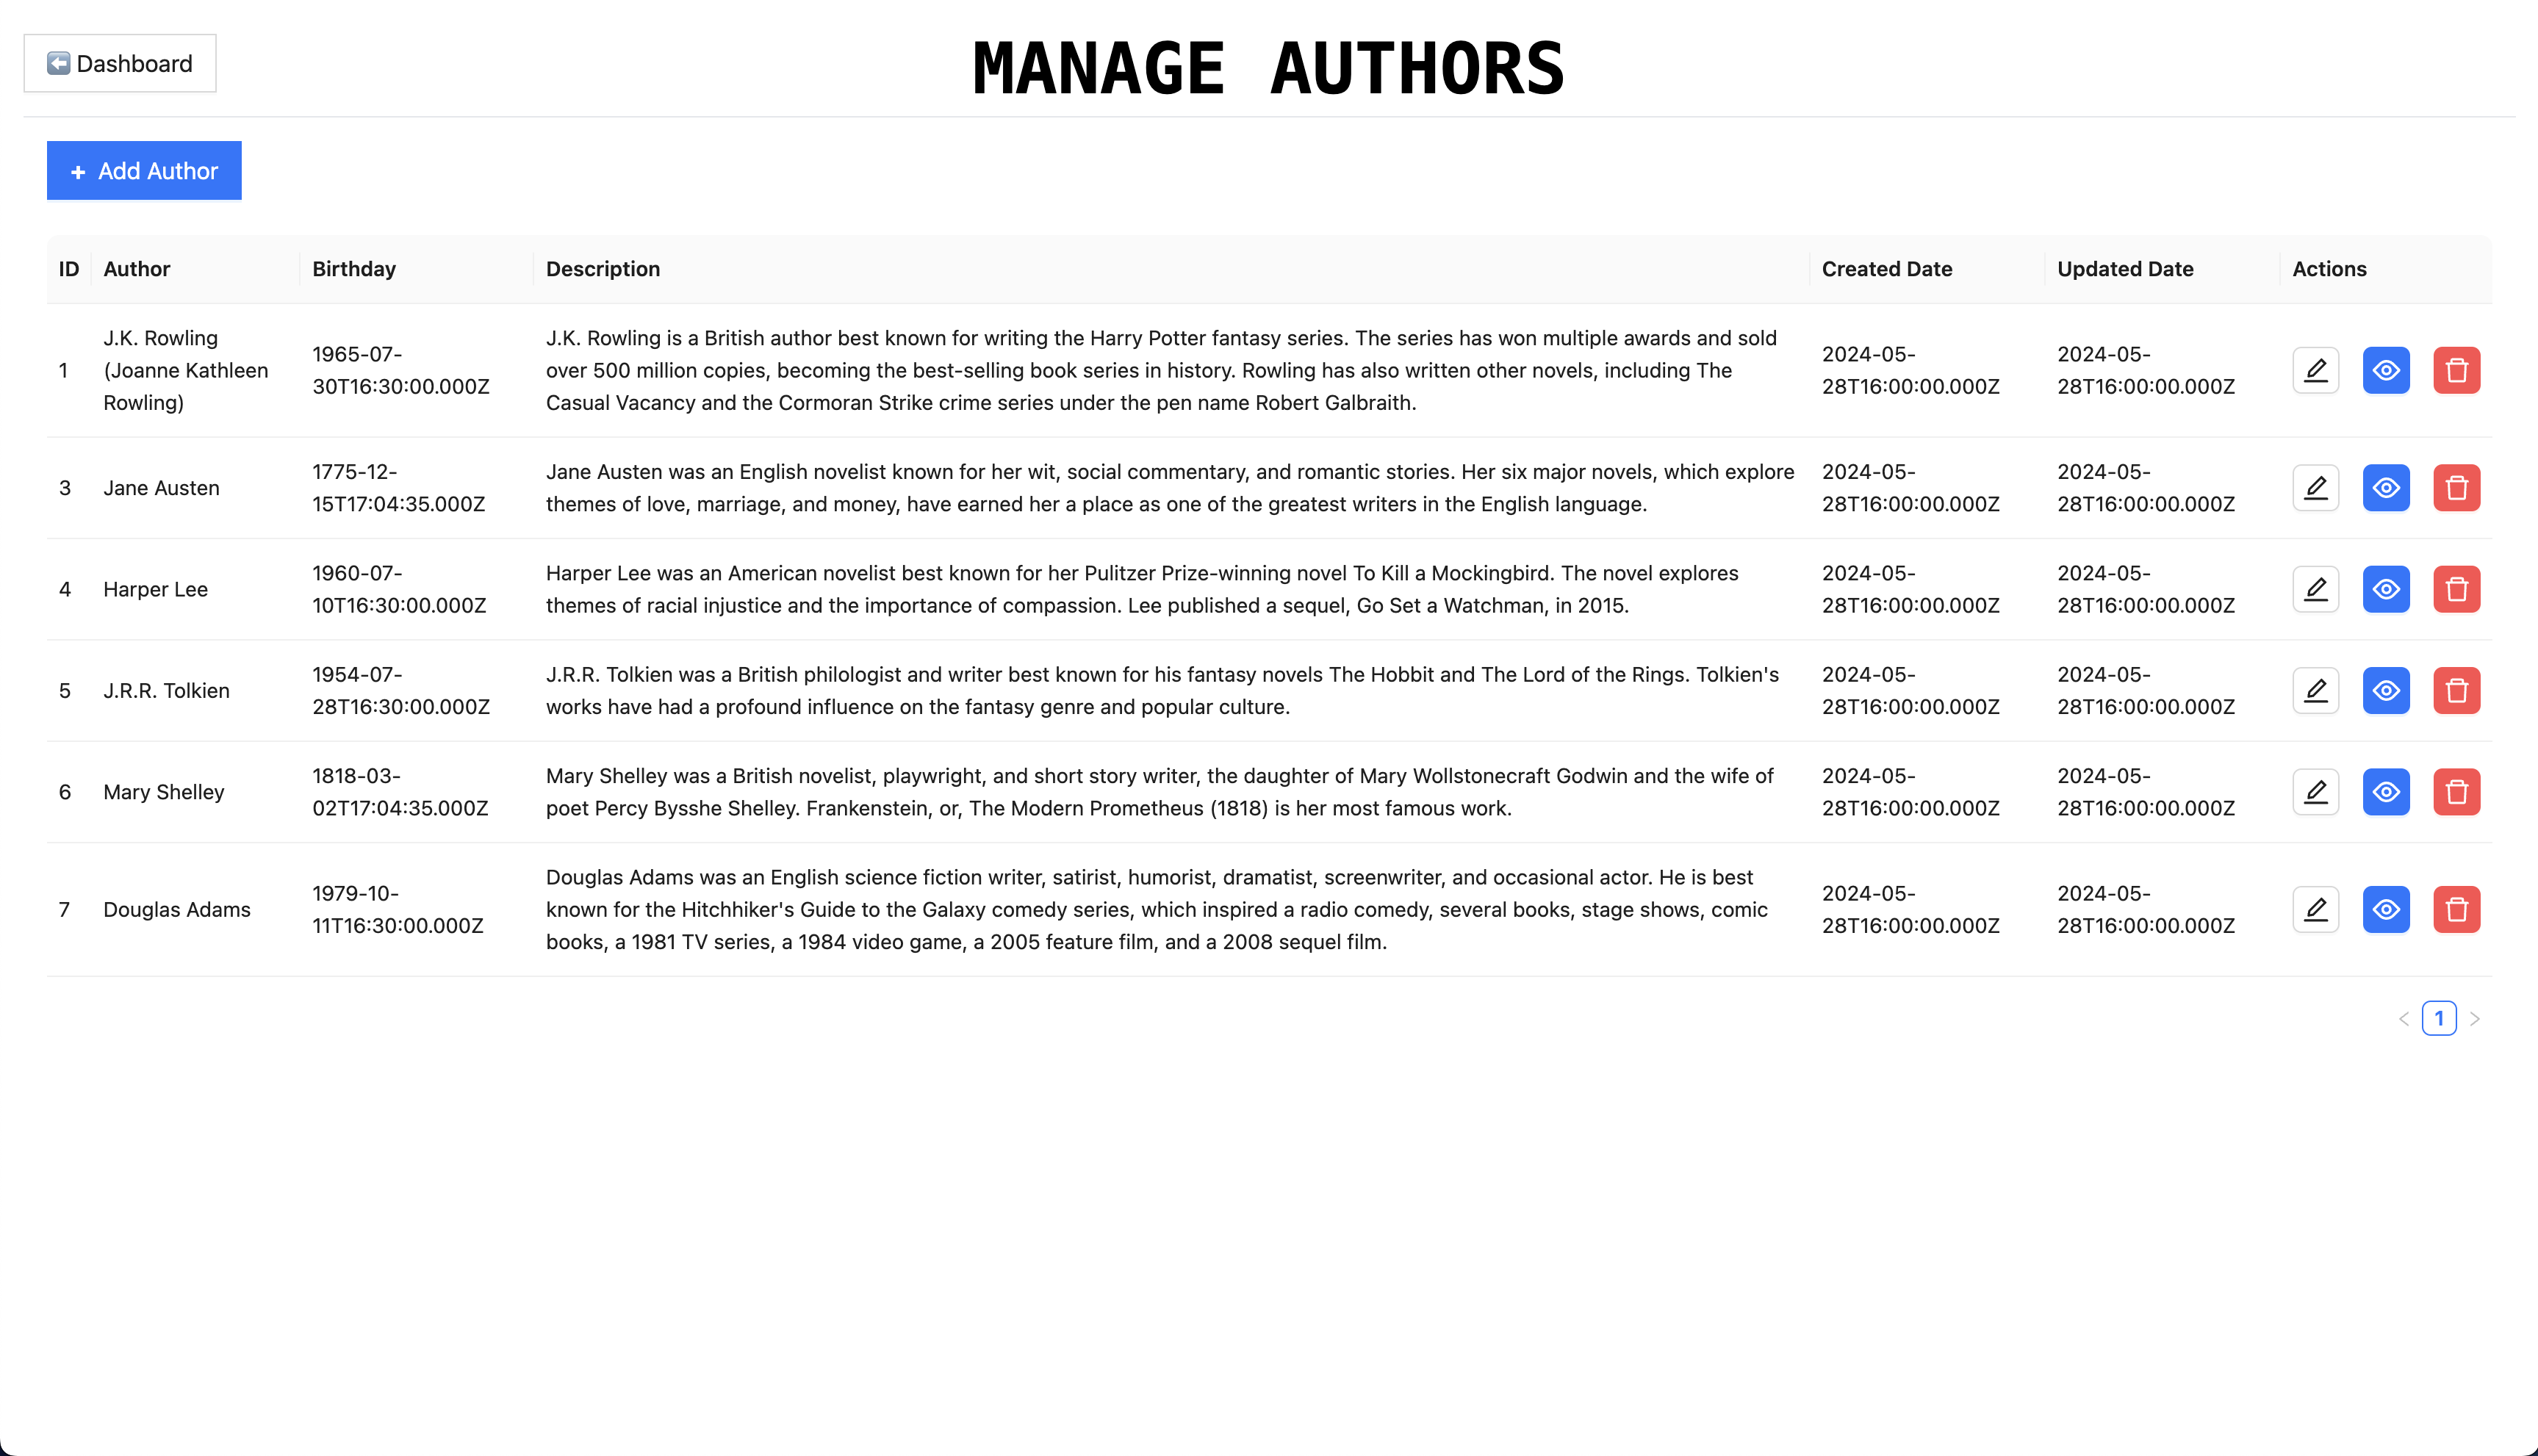 ⬅️ Dashboard
MANAGE AUTHORS
+ Add Author
ID Author Birthday Description Created Date Updated Date Actions
J.K. Rowling
(Joanne Kathleen
Rowling)
1
1965-07-
30T16:30:00.000Z
J.K. Rowling is a British author best known for writing the Harry Potter fantasy series. The series has won multiple awards and sold
over 500 million copies, becoming the best-selling book series in history. Rowling has also written other novels, including The
Casual Vacancy and the Cormoran Strike crime series under the pen name Robert Galbraith.
2024-05-
28T16:00:00.000Z
2024-05-
28T16:00:00.000Z
3
Jane Austen
1775-12-
15T17:04:35.000Z
Jane Austen was an English novelist known for her wit, social commentary, and romantic stories. Her six major novels, which explore
themes of love, marriage, and money, have earned her a place as one of the greatest writers in the English language.
2024-05-
28T16:00:00.000Z
2024-05-
28T16:00:00.000Z
4
Harper Lee
1960-07-
10T16:30:00.000Z
Harper Lee was an American novelist best known for her Pulitzer Prize-winning novel To Kill a Mockingbird. The novel explores
themes of racial injustice and the importance of compassion. Lee published a sequel, Go Set a Watchman, in 2015.
2024-05-
28T16:00:00.000Z
2024-05-
28T16:00:00.000Z
5
J.R.R. Tolkien
1954-07-
28T16:30:00.000Z
J.R.R. Tolkien was a British philologist and writer best known for his fantasy novels The Hobbit and The Lord of the Rings. Tolkien's
works have had a profound influence on the fantasy genre and popular culture.
2024-05-
28T16:00:00.000Z
2024-05-
28T16:00:00.000Z
6
Mary Shelley
1818-03-
02T17:04:35.000Z
Mary Shelley was a British novelist, playwright, and short story writer, the daughter of Mary Wollstonecraft Godwin and the wife of
poet Percy Bysshe Shelley. Frankenstein, or, The Modern Prometheus (1818) is her most famous work.
2024-05-
28T16:00:00.000Z
2024-05-
28T16:00:00.000Z
7
Douglas Adams
1979-10-
11T16:30:00.000Z
Douglas Adams was an English science fiction writer, satirist, humorist, dramatist, screenwriter, and occasional actor. He is best
known for the Hitchhiker's Guide to the Galaxy comedy series, which inspired a radio comedy, several books, stage shows, comic
books, a 1981 TV series, a 1984 video game, a 2005 feature film, and a 2008 sequel film.
2024-05-
28T16:00:00.000Z
2024-05-
28T16:00:00.000Z
< 1 >